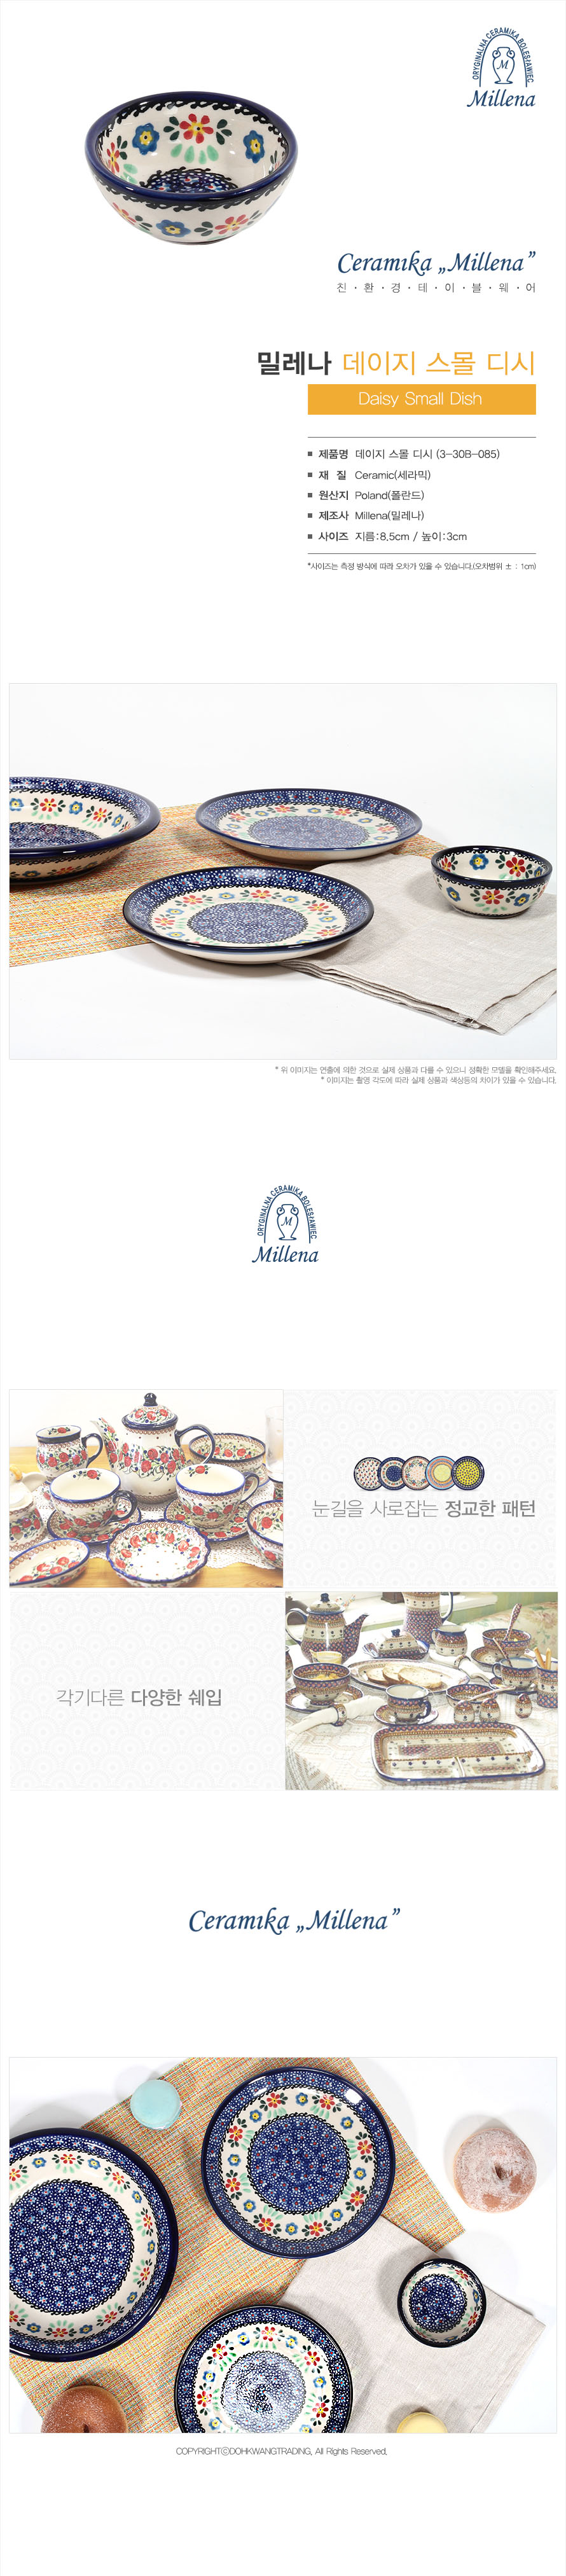 ORYGINALNA CERAMIKA BOLESŁAWIEC
M
Millena
Ceramika „Millena”
친 · 환 · 경 · 테 · 이 · 블 · 웨 · 어
밀레나 데이지 스몰 디시
Daisy Small Dish
제품명 데이지 스몰 디시 (3-30B-085)
재 질 Ceramic(세라믹)
원산지 Poland(폴란드)
제조사 Millena(밀레나)
사이즈 지름:8.5cm / 높이:3cm
*사이즈는 측정 방식에 따라 오차가 있을 수 있습니다.(오차범위 ± : 1cm)
* 위 이미지는 연출에 의한 것으로 실제 상품과 다를 수 있으니 정확한 모델을 확인해주세요.
* 이미지는 촬영 각도에 따라 실제 상품과 색상등의 차이가 있을 수 있습니다.
ORYGINALNA CERAMIKA BOLESŁAWIEC
M
Millena
눈길을 사로잡는 정교한 패턴
각기다른 다양한 쉐입
Ceramika „Millena”
COPYRIGHTⓒDOHKWANGTRADING, All Rights Reserved.